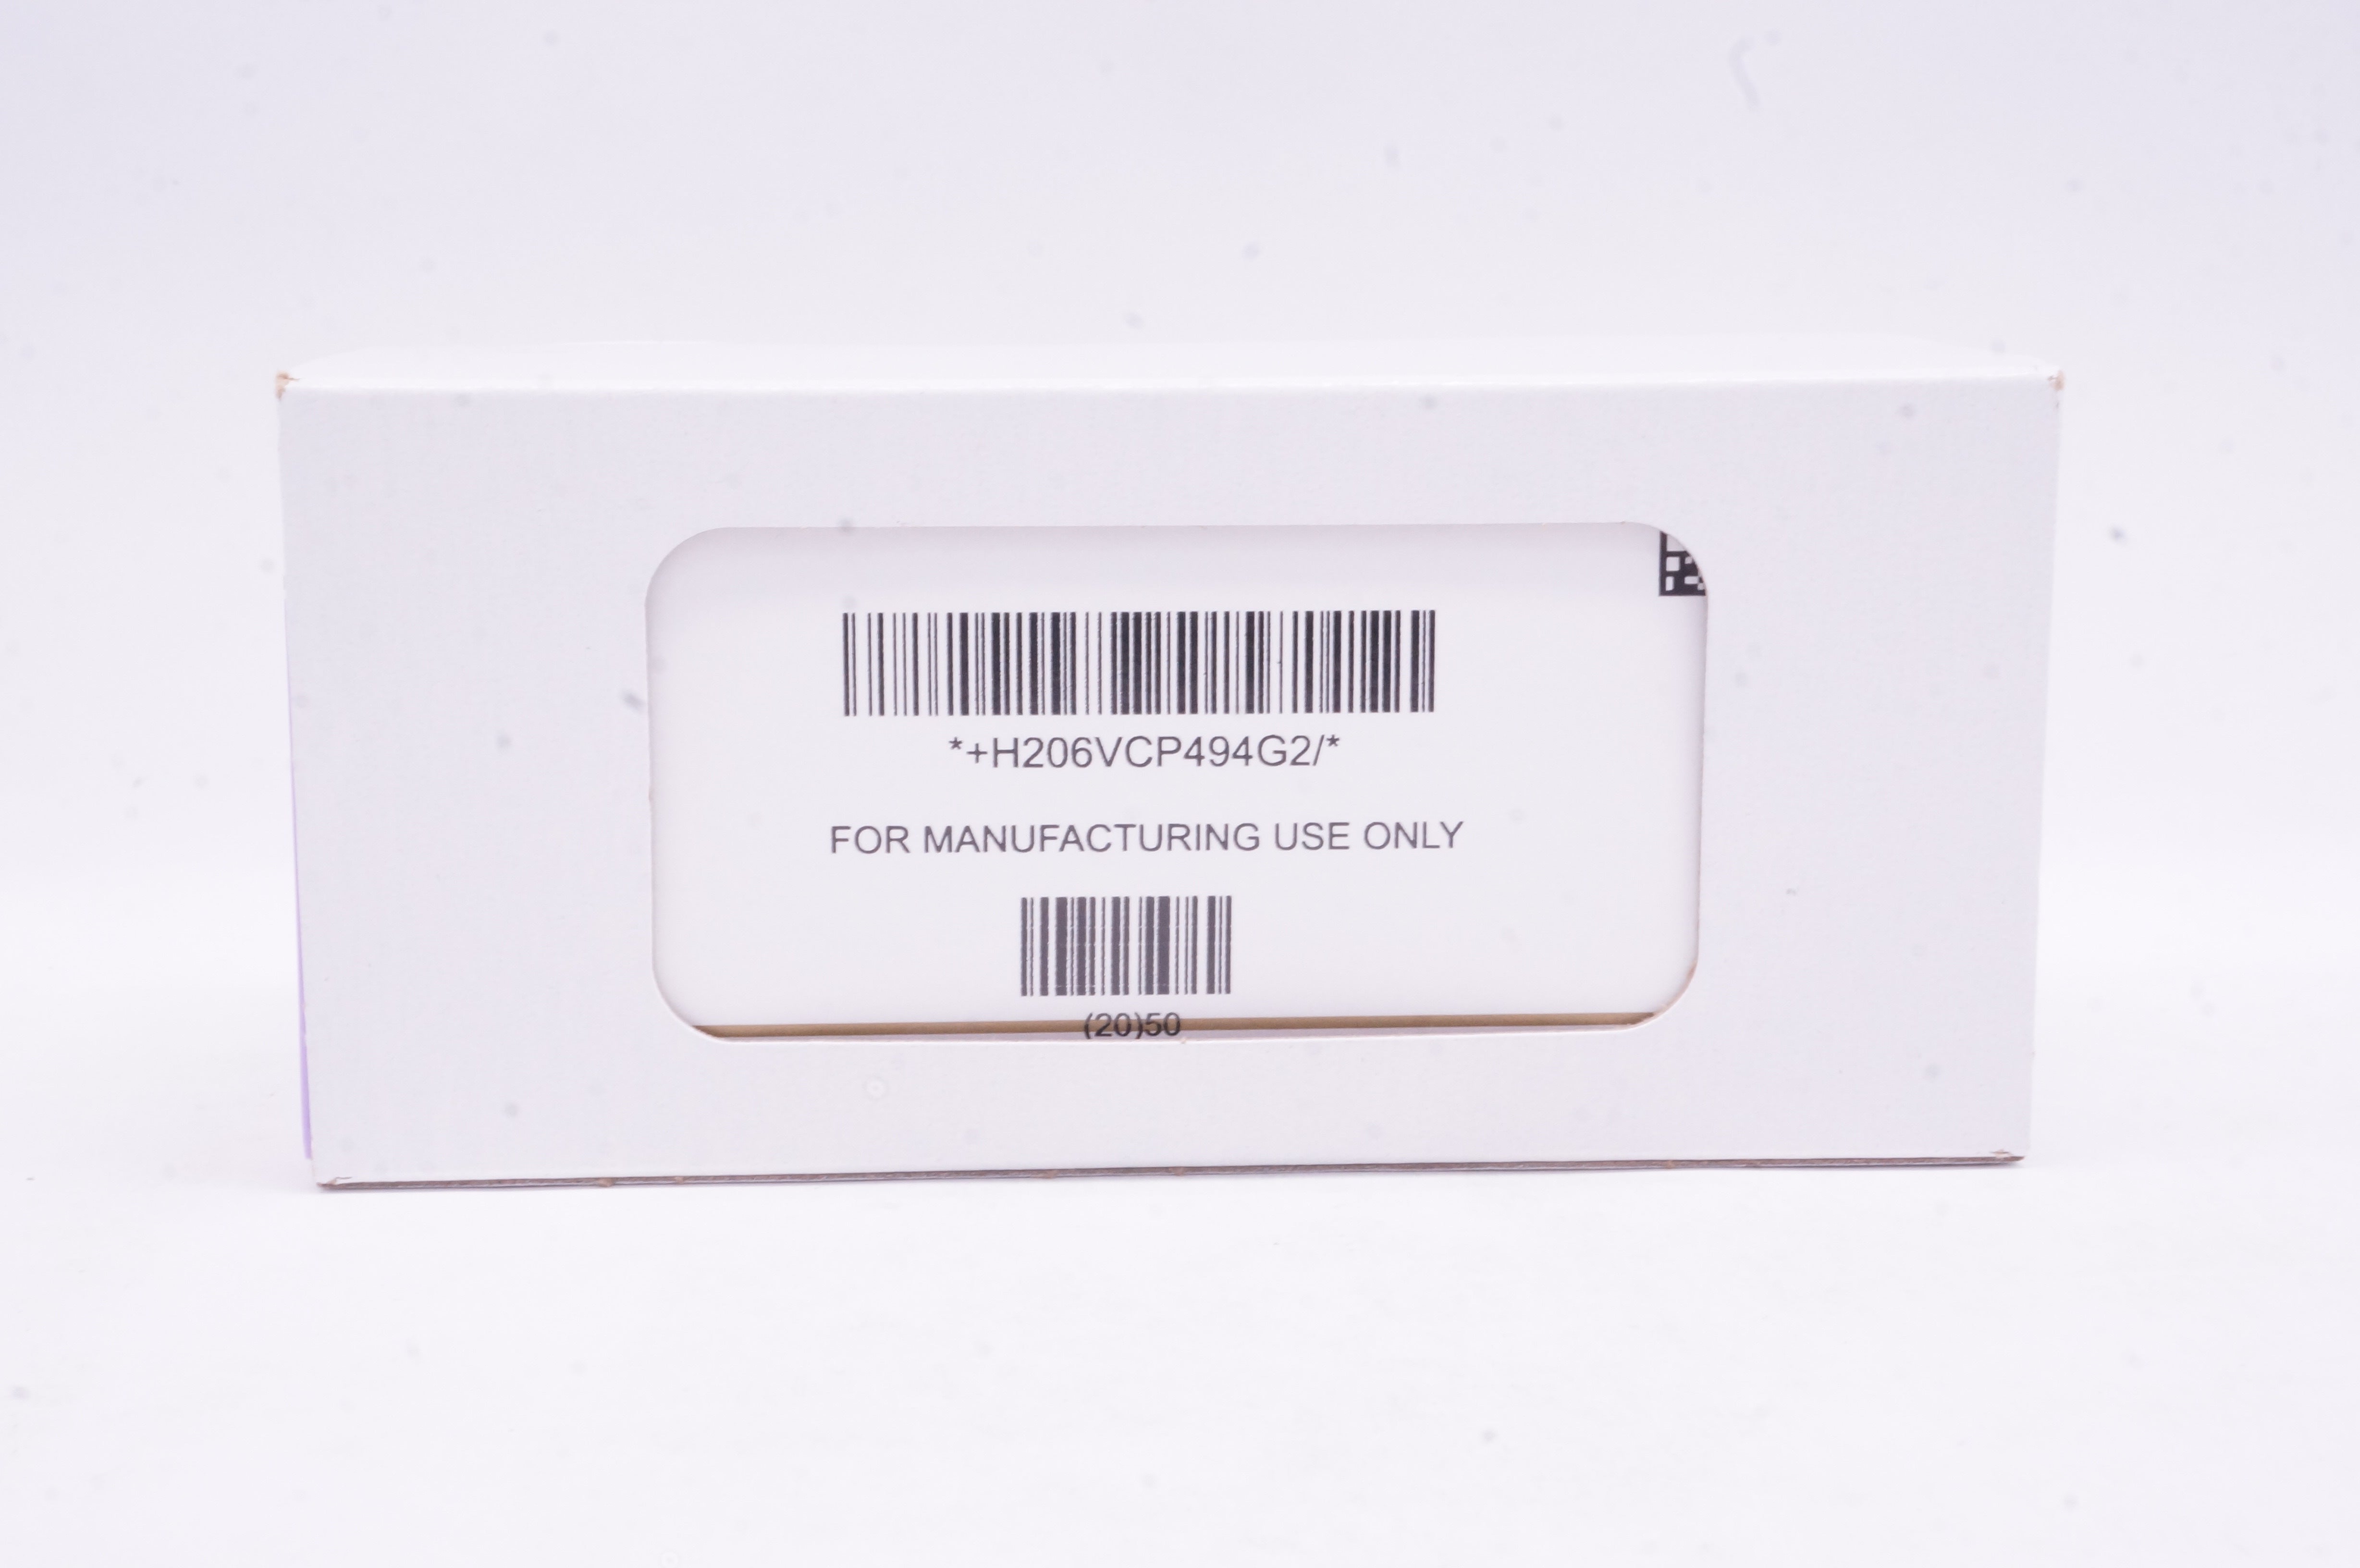 *+H206VCP494G2/*
FOR MANUFACTURING USE ONLY
(20)50